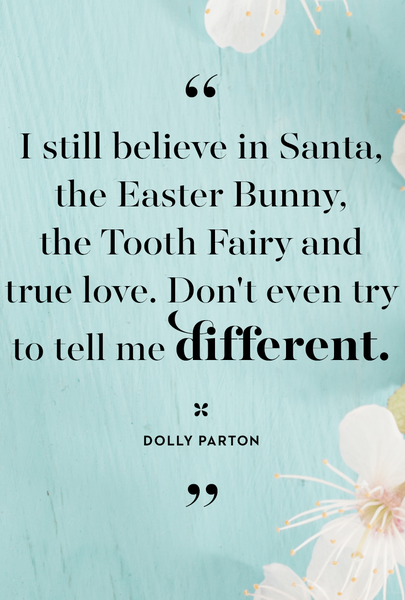 “
I still believe in Santa,
the Easter Bunny,
the Tooth Fairy and
true love. Don't even try
to tell me different.
DOLLY PARTON
”